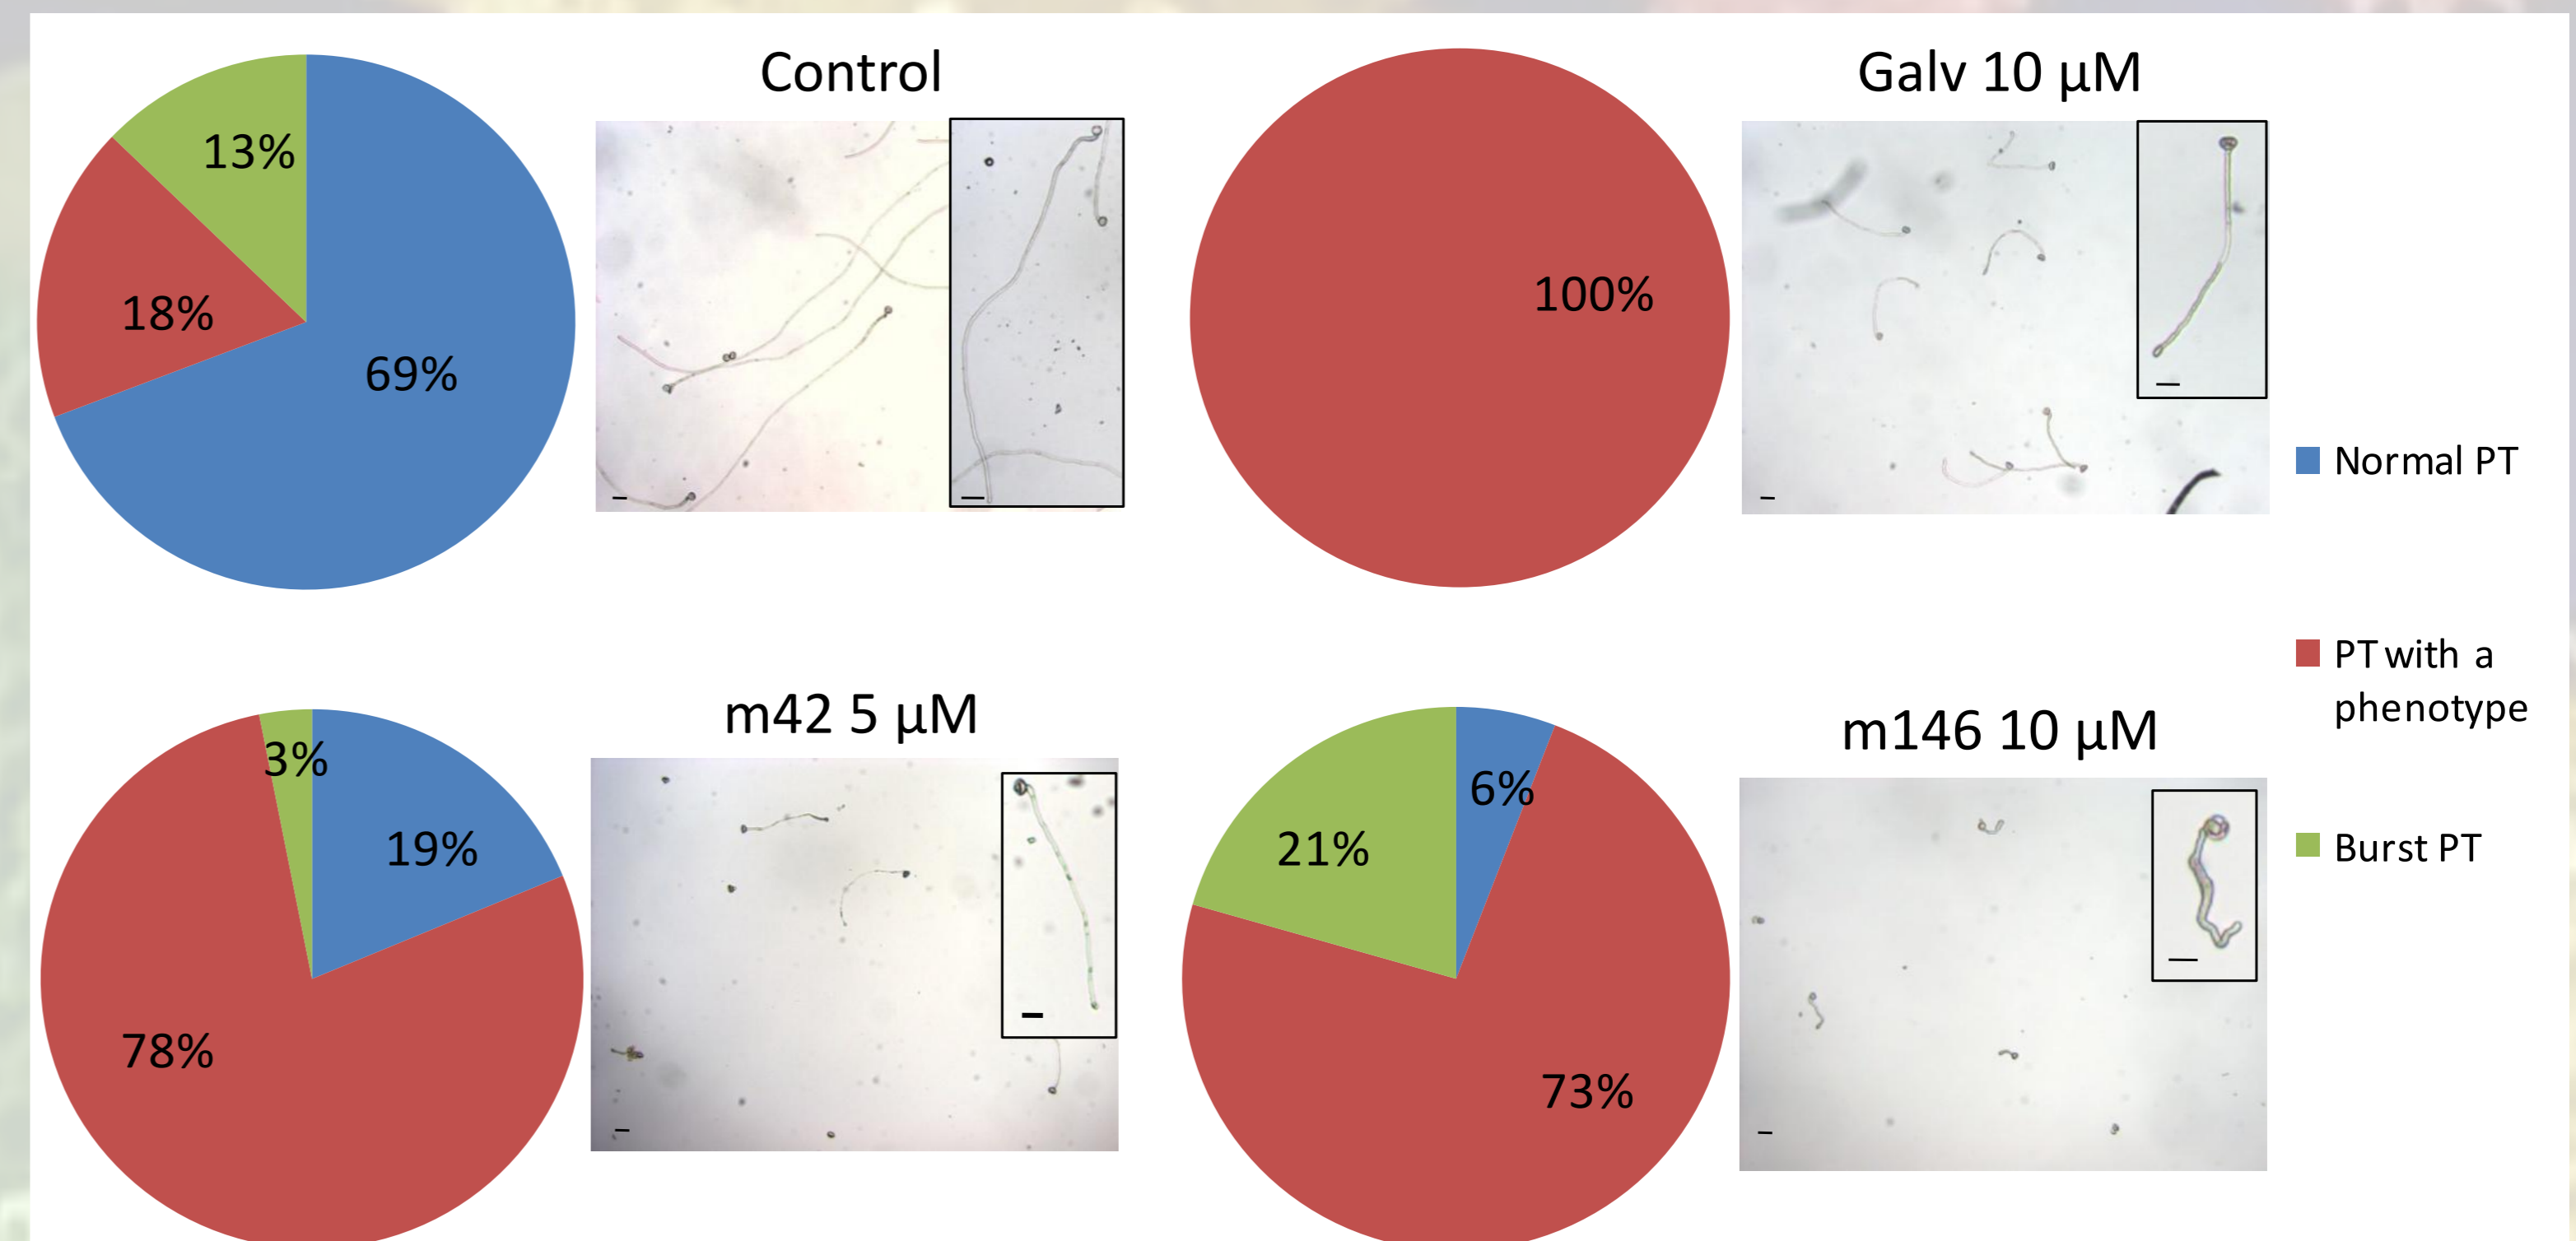 Control
13%
18%
69%
Galv 10 µM
100%
Normal PT
PT with a
phenotype
Burst PT
m42 5 µM
3%
19%
78%
m146 10 µM
6%
21%
73%